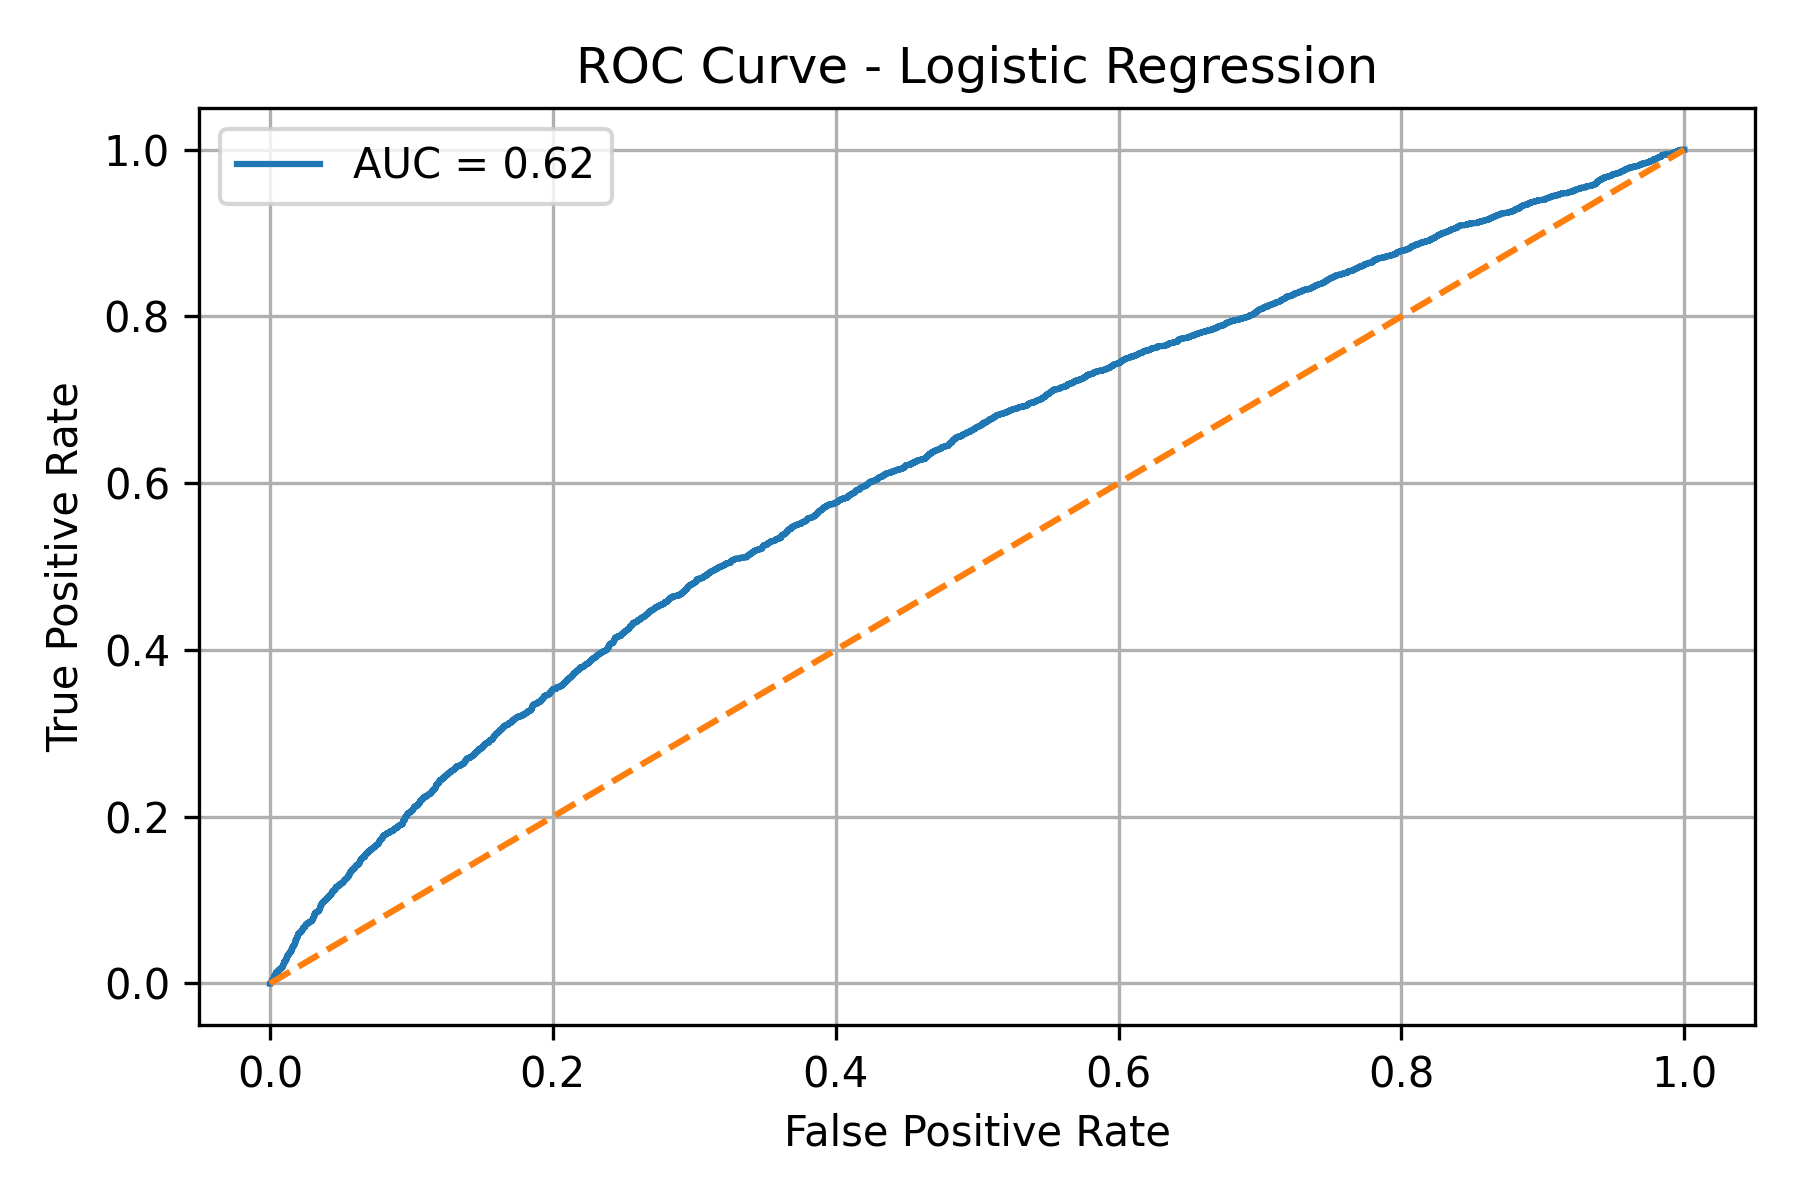 ROC Curve - Logistic Regression
AUC = 0.62
True Positive Rate
1.0
0.8
0.6
0.4
0.2
0.0
0.0 0.2 0.4 0.6 0.8 1.0
False Positive Rate